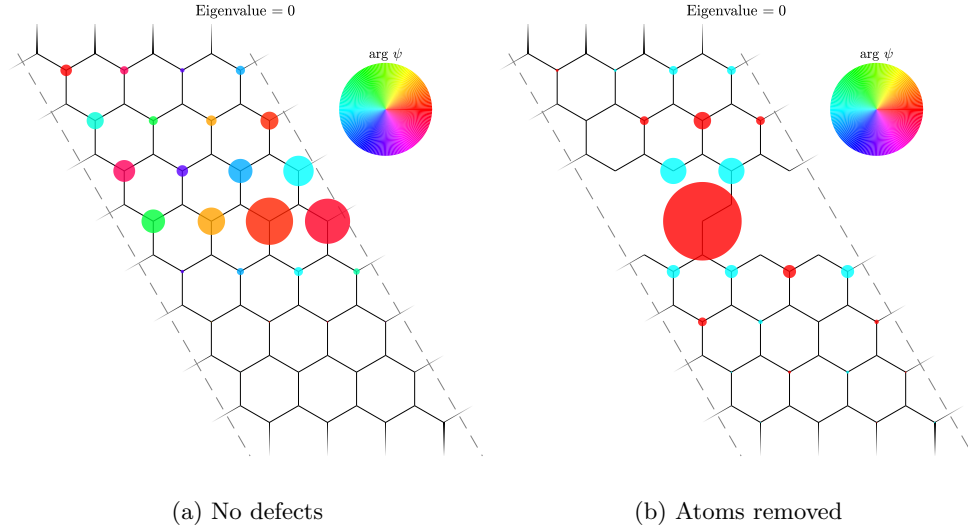 Eigenvalue = 0
arg ψ
Eigenvalue = 0
arg ψ
(a) No defects
(b) Atoms removed